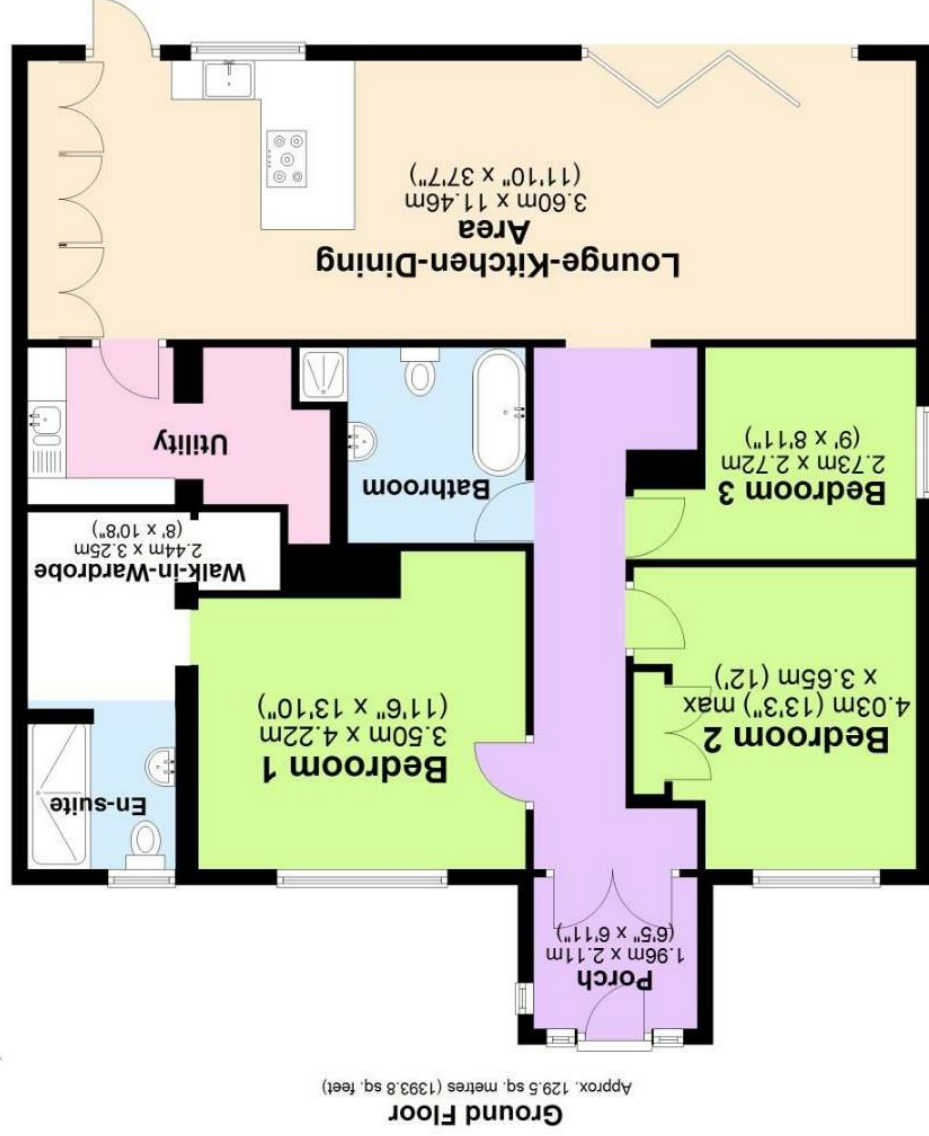 Ground Floor
Approx. 129.5 sq. metres (1393.8 sq. feet)
Porch
1.96m x 2.11m
(6'5" x 6'11")
Bedroom 2
4.03m (13'3") max
x 3.65m (12')
Bedroom 1
3.50m x 4.22m
(11'6" x 13'10")
En-suite
Walk-in-Wardrobe
2.44m x 3.25m
(8' x 10'8")
Bedroom 3
2.73m x 2.72m
(9' x 8'11")
Bathroom
Utility
Lounge-Kitchen-Dining
Area
3.60m x 11.46m
(11'10" x 37'7")